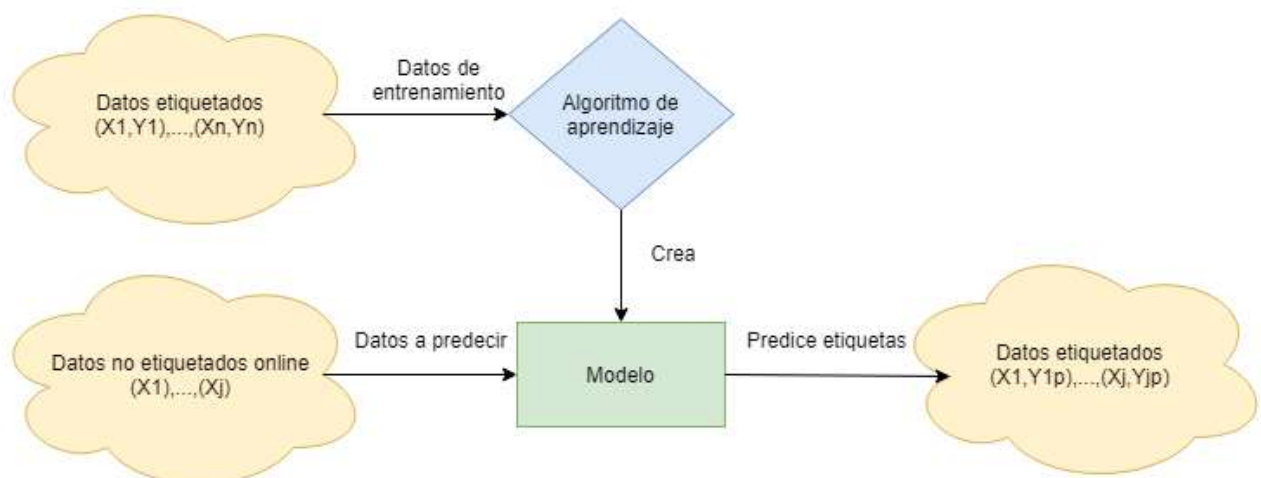 Datos etiquetados
(X1,Y1),...,(Xn,Yn)
Datos de
entrenamiento
Algoritmo de
aprendizaje
Crea
Datos no etiquetados online
(X1),...,(Xj)
Datos a predecir
Modelo
Predice etiquetas
Datos etiquetados
(X1,Y1p),...,(Xj,Yjp)